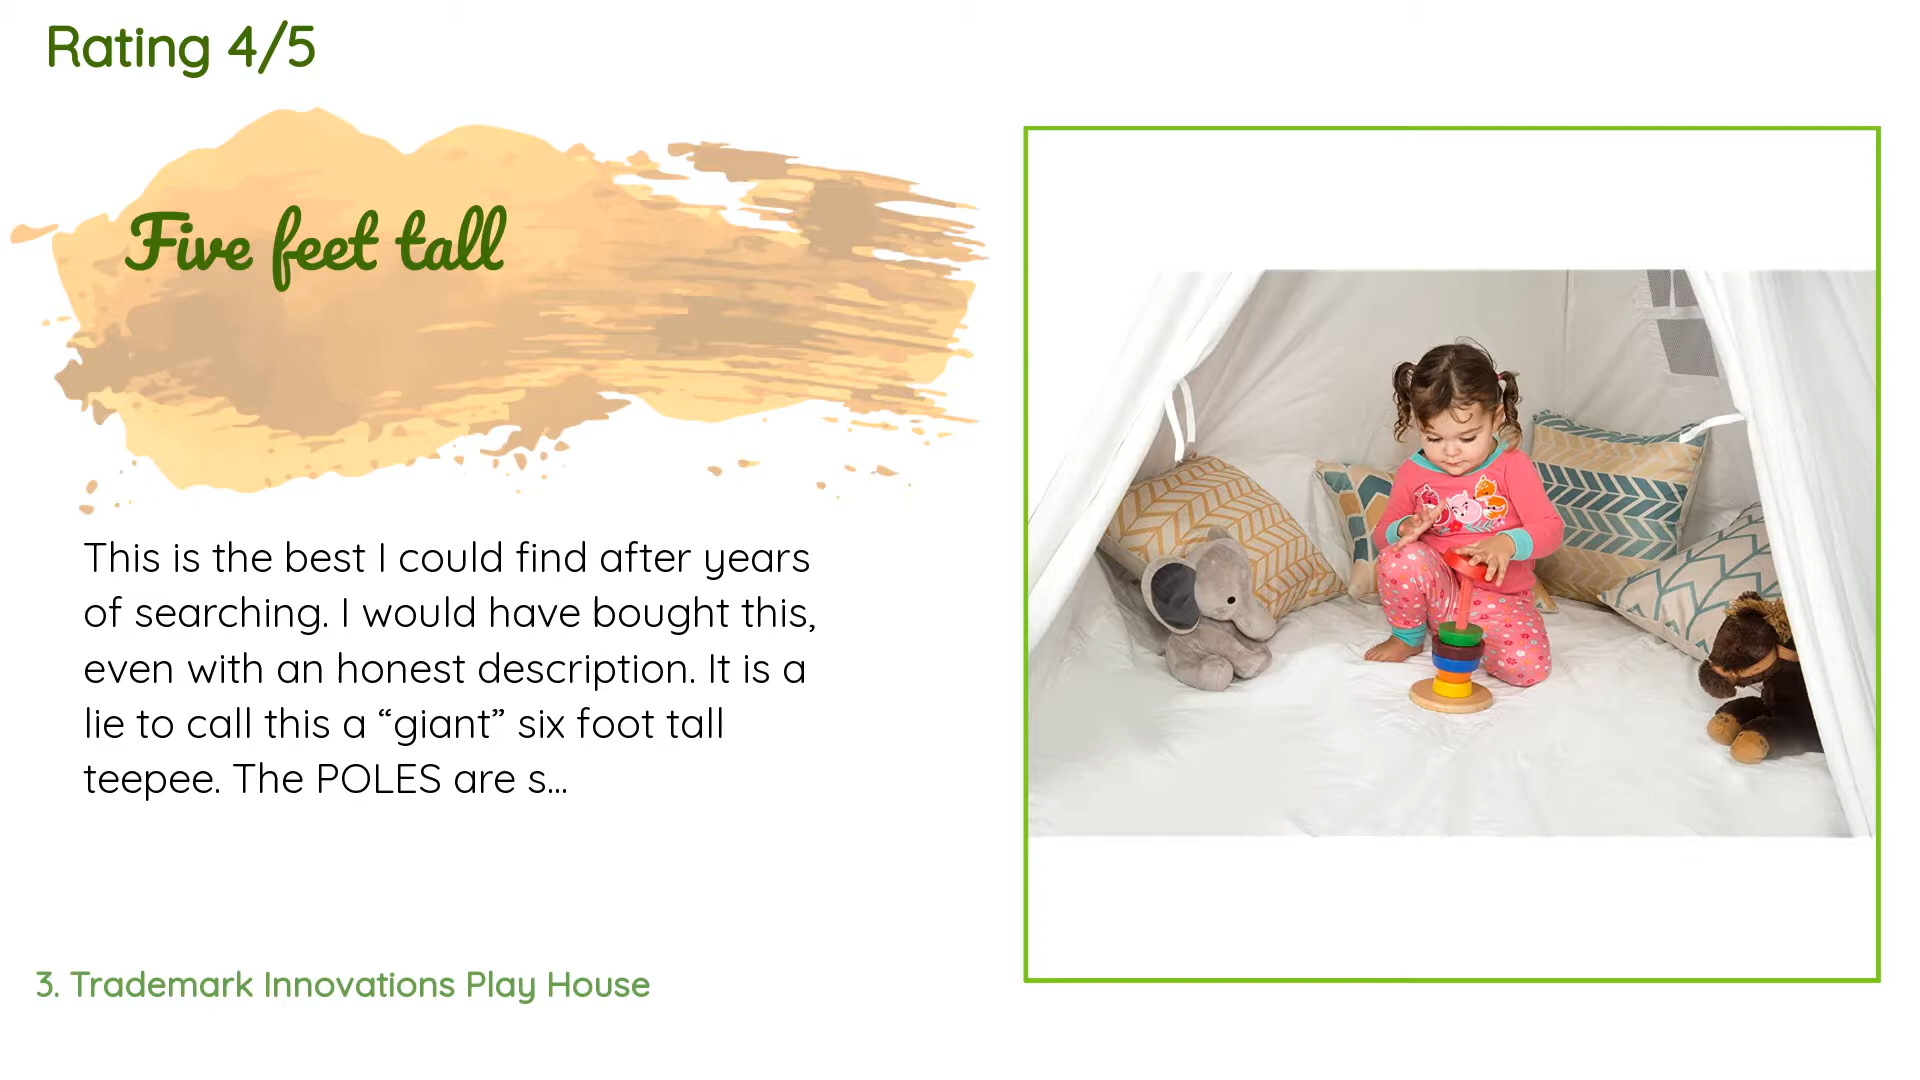 Rating 4/5
Five feet tall
This is the best I could find after years
of searching. I would have bought this,
even with an honest description. It is a
lie to call this a “giant” six foot tall
teepee. The POLES are s...
3. Trademark Innovations Play House